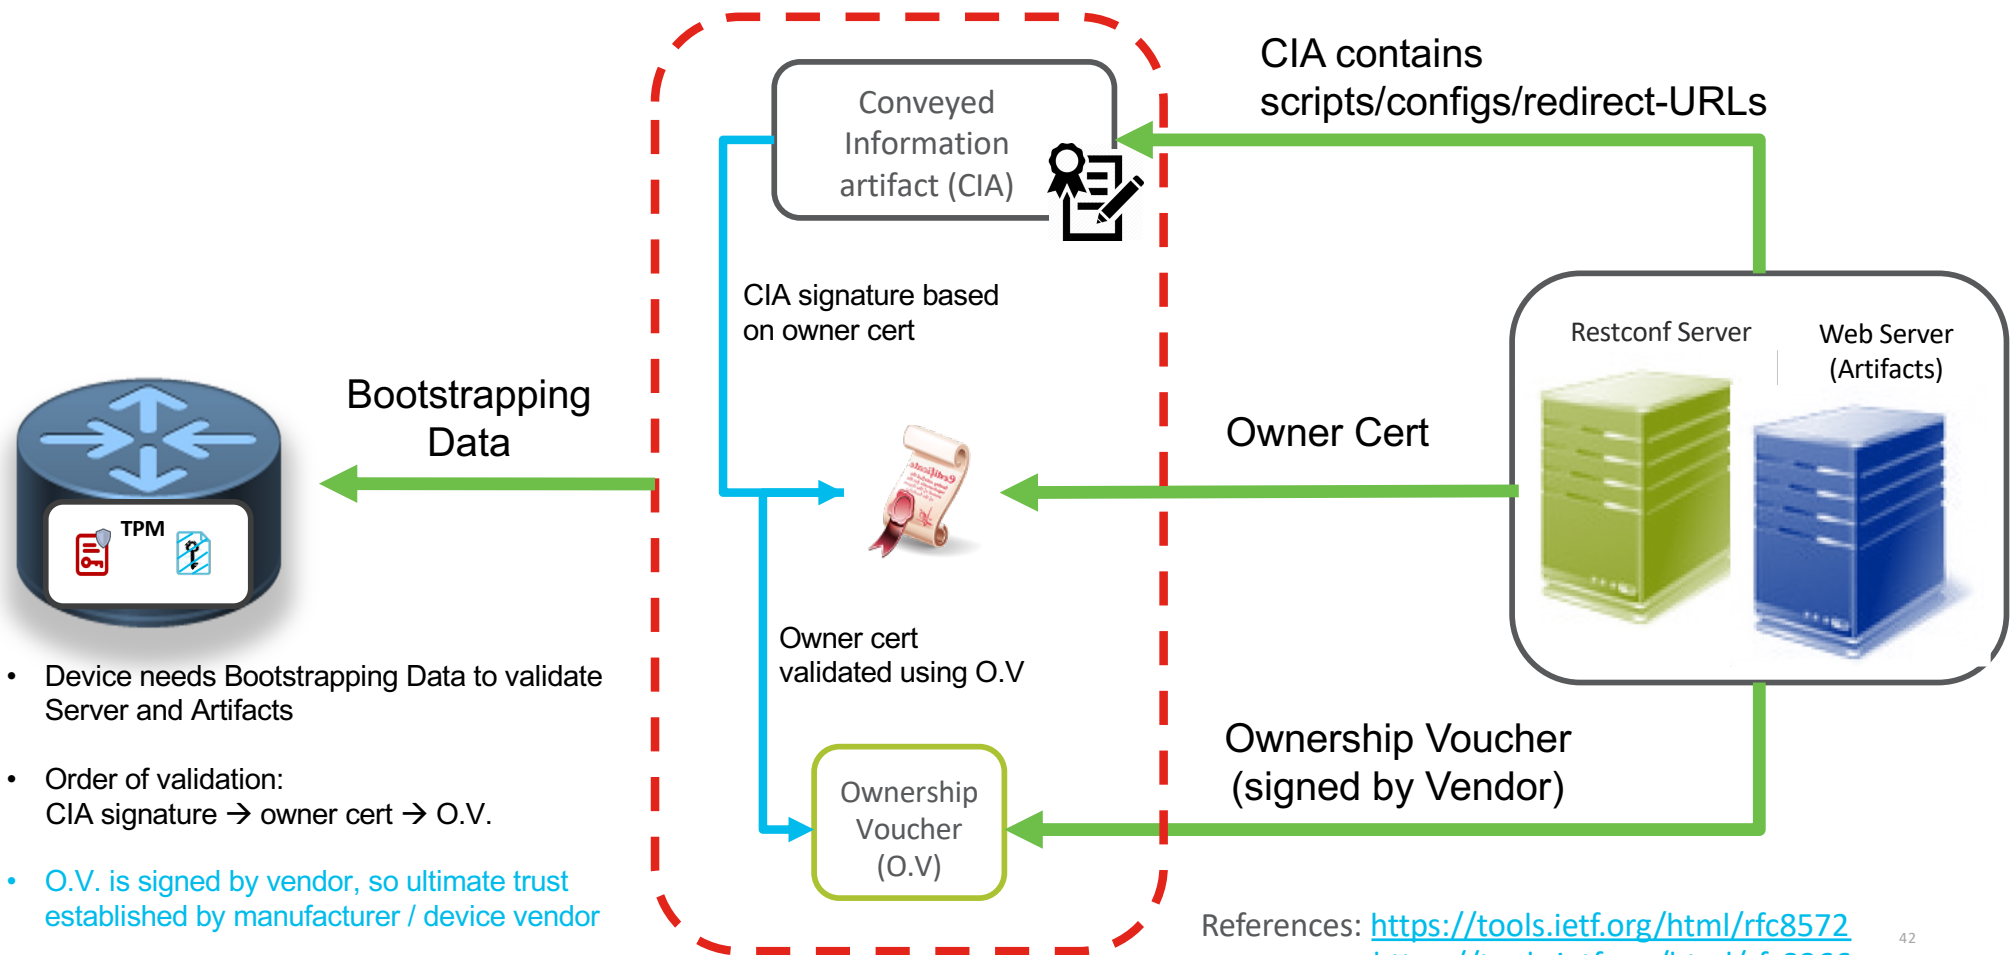 CIA contains
scripts/configs/redirect-URLs
Conveyed
Information
artifact (CIA)
CIA signature based
on owner cert
Restconf Server
Web Server
(Artifacts)
Bootstrapping
Data
Owner Cert
TPM
Owner cert
validated using O.V
• Device needs Bootstrapping Data to validate
Server and Artifacts
• Order of validation:
CIA signature → owner cert → O.V.
• O.V. is signed by vendor, so ultimate trust
established by manufacturer / device vendor
Ownership Voucher
(signed by Vendor)
Ownership
Voucher
(O.V)
References: https://tools.ietf.org/html/rfc8572
42